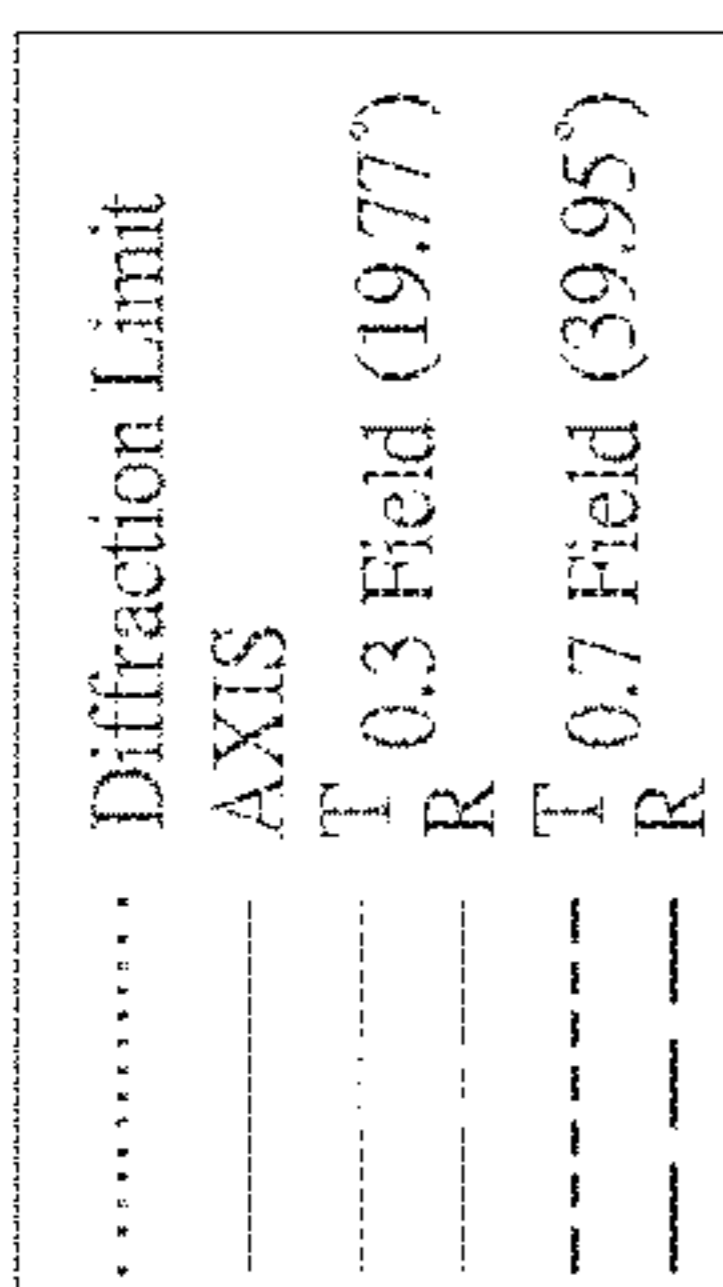 Diffraction Limit
AXIS
T 0.3 Field (19.77°)
R
T 0.7 Field (39.95°)
R